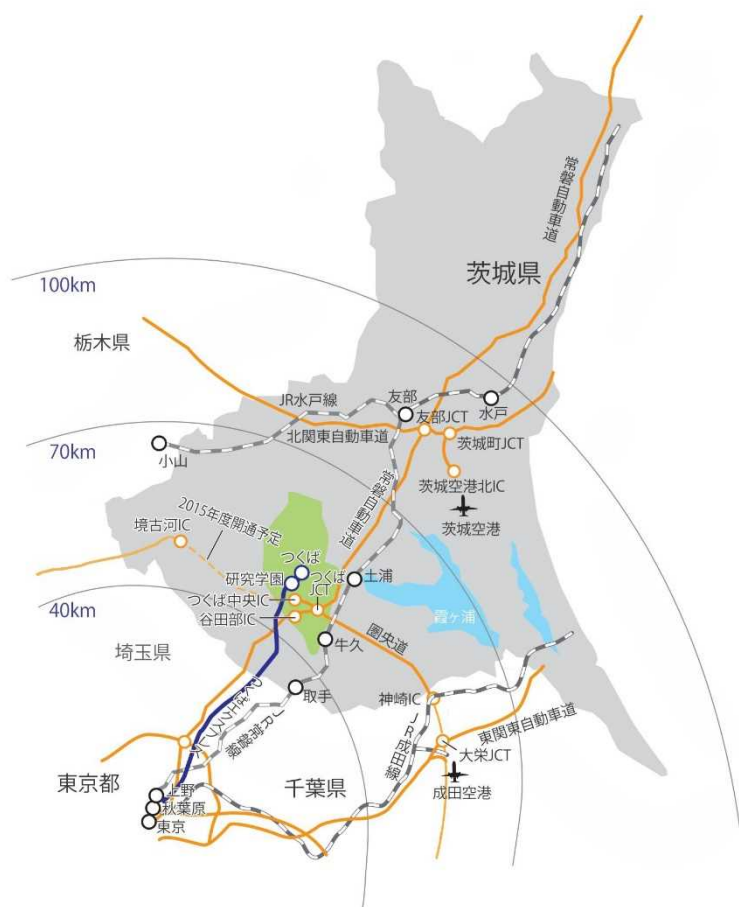 常磐自動車道
茨城県
100km
栃木県
JR水戸線
友部
水戸
友部JCT
70km
小山
北関東自動車道
茨城町JCT
茨城空港北IC
茨城空港
常磐自動車道
2015年度開通予定
境古河IC
つくば
研究学園
つくば
JCT
土浦
つくば中央IC
40km
谷田部IC
霞ヶ浦
牛久
圏央道
埼玉県
取手
神崎IC
つくばエクスプレス
JR常磐線
JR成田線
東関東自動車道
大栄JCT
東京都
千葉県
成田空港
上野
秋葉原
東京